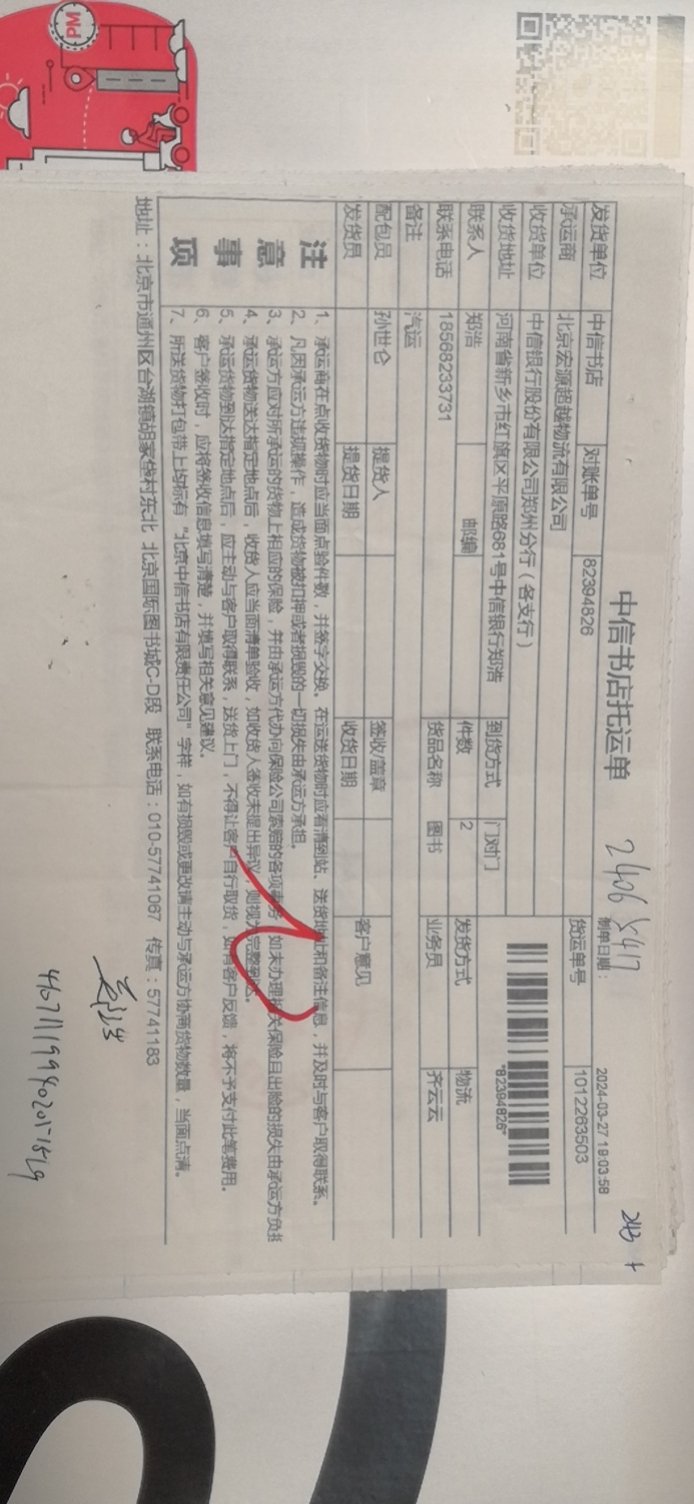 PM
中信书店托运单
2406 5417
243 +
制单日期： 2024-03-27 19:03:58
发货单位 中信书店 对账单号 82394826 货运单号 1012263503
承运商 北京宏源超越物流有限公司
收货单位 中信银行股份有限公司郑州分行（各支行）
*82394826*
收货地址 河南省新乡市红旗区平原路681号中信银行郑浩 到货方式 门对门
联系人 郑浩 邮编 件数 2 发货方式 物流
联系电话 18568233731 货品名称 图书 业务员 齐云云
备注 汽运
配包员 孙世仑 提货人 签收/盖章 客户意见
发货员 提货日期 收货日期
注意事项
1、承运商在点收货物时应当面点验件数，并签字交换。在运送货物时应看清到站、送货地址和备注信息，并及时与客户取得联系。
2、凡因承运方违规操作，造成货物被扣押或者损毁的一切损失由承运方承担。
3、承运方应对所承运的货物上相应的保险，并由承运方代办向保险公司索赔的各项事务，如未办理相关保险且出险的损失由承运方负担
4、承运货物送达指定地点后，收货人应当面清单验收，如收货人签收未提出异议，则视为完整到达。
5、承运货物到达指定地点后，应主动与客户取得联系，送货上门，不得让客户自行取货，如有客户反馈，将不予支付此笔费用。
6、客户签收时，应将签收信息填写清楚，并填写相关意见建议。
7、所送货物打包带上均标有“北京中信书店有限责任公司”字样，如有损毁或更改请主动与承运方协商货物数量，当面点清。
地址：北京市通州区台湖镇胡家垡村东北 北京国际图书城C-D段 联系电话：010-57741067 传真：57741183